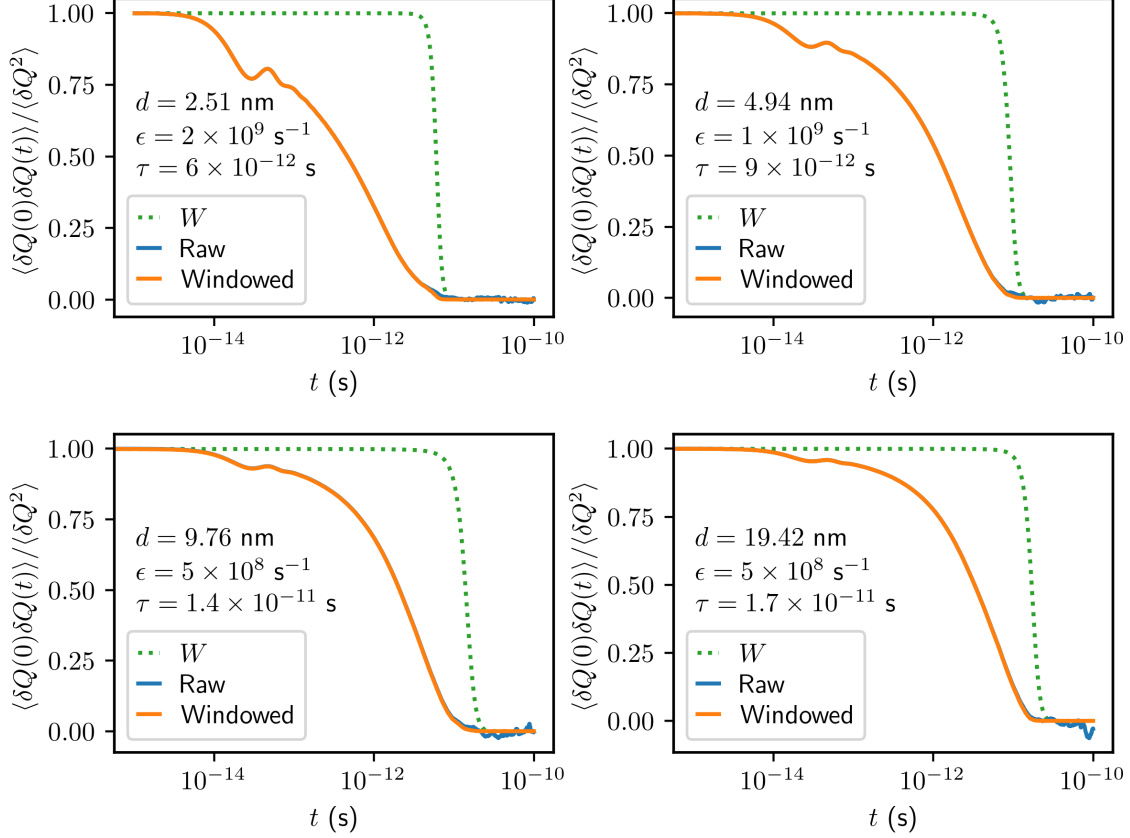 ⟨δQ(0)δQ(t)⟩/⟨δQ²⟩
1.00
0.75
0.50
0.25
0.00
d = 2.51 nm
ϵ = 2 × 10⁹ s⁻¹
τ = 6 × 10⁻¹² s
W
Raw
Windowed
10⁻¹⁴
10⁻¹²
10⁻¹⁰
t (s)
⟨δQ(0)δQ(t)⟩/⟨δQ²⟩
1.00
0.75
0.50
0.25
0.00
d = 4.94 nm
ϵ = 1 × 10⁹ s⁻¹
τ = 9 × 10⁻¹² s
W
Raw
Windowed
10⁻¹⁴
10⁻¹²
10⁻¹⁰
t (s)
⟨δQ(0)δQ(t)⟩/⟨δQ²⟩
1.00
0.75
0.50
0.25
0.00
d = 9.76 nm
ϵ = 5 × 10⁸ s⁻¹
τ = 1.4 × 10⁻¹¹ s
W
Raw
Windowed
10⁻¹⁴
10⁻¹²
10⁻¹⁰
t (s)
⟨δQ(0)δQ(t)⟩/⟨δQ²⟩
1.00
0.75
0.50
0.25
0.00
d = 19.42 nm
ϵ = 5 × 10⁸ s⁻¹
τ = 1.7 × 10⁻¹¹ s
W
Raw
Windowed
10⁻¹⁴
10⁻¹²
10⁻¹⁰
t (s)